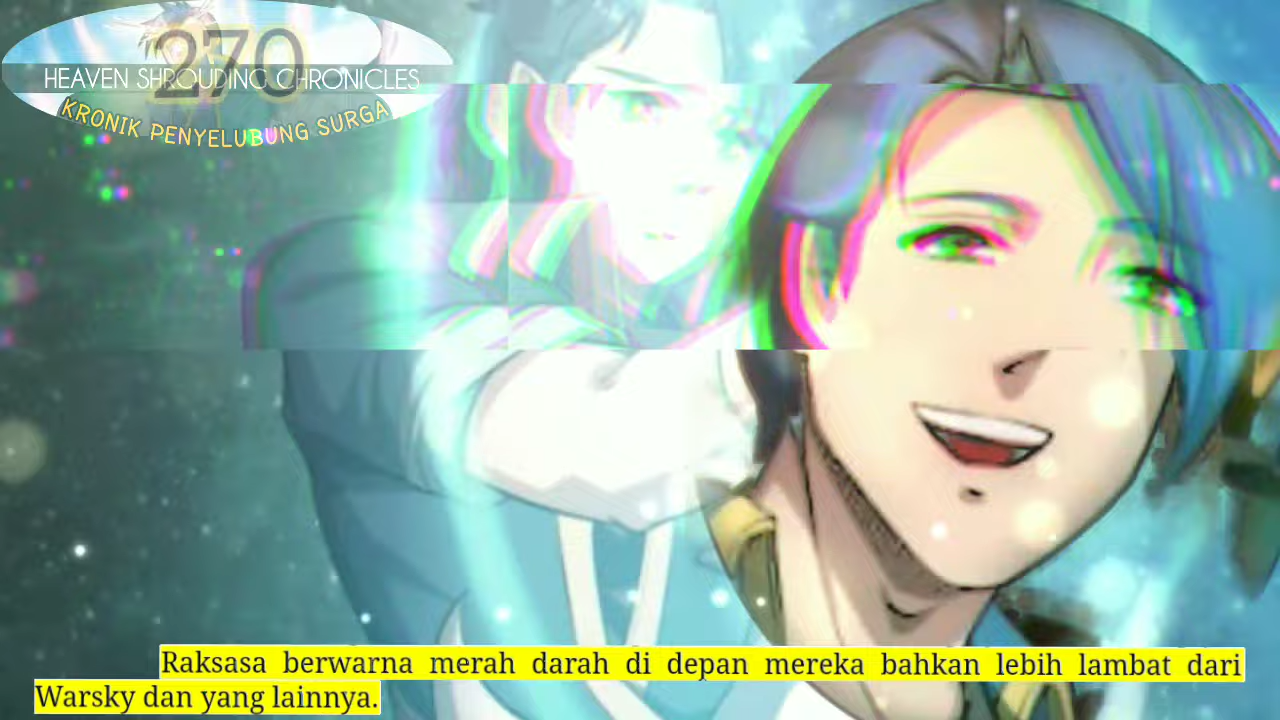 270
HEAVEN SHROUDING CHRONICLES
KRONIK PENYELUBUNG SURGA
Raksasa berwarna merah darah di depan mereka bahkan lebih lambat dari
Warsky dan yang lainnya.